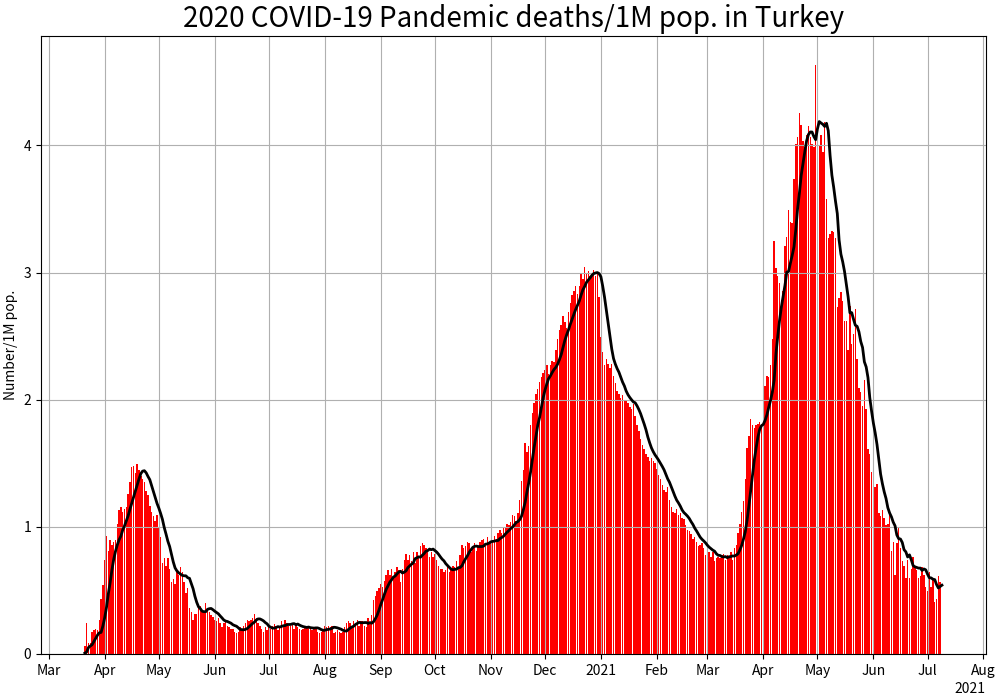 2020 COVID-19 Pandemic deaths/1M pop. in Turkey
Number/1M pop.
4
3
2
1
0
Mar Apr May Jun Jul Aug Sep Oct Nov Dec 2021 Feb Mar Apr May Jun Jul Aug
2021